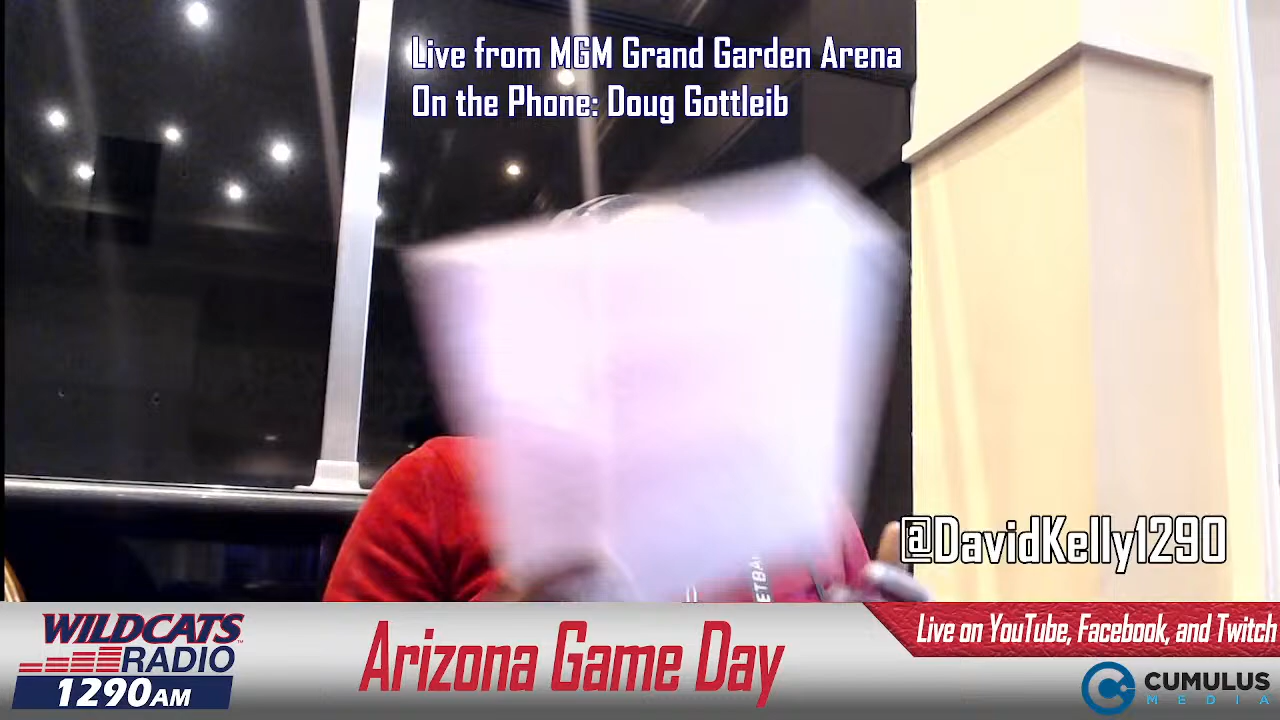 Live from MGM Grand Garden Arena
On the Phone: Doug Gottleib
@DavidKelly1290
WILDCATS
RADIO
1290AM
Arizona Game Day
Live on YouTube, Facebook, and Twitch
CUMULUS
MEDIA